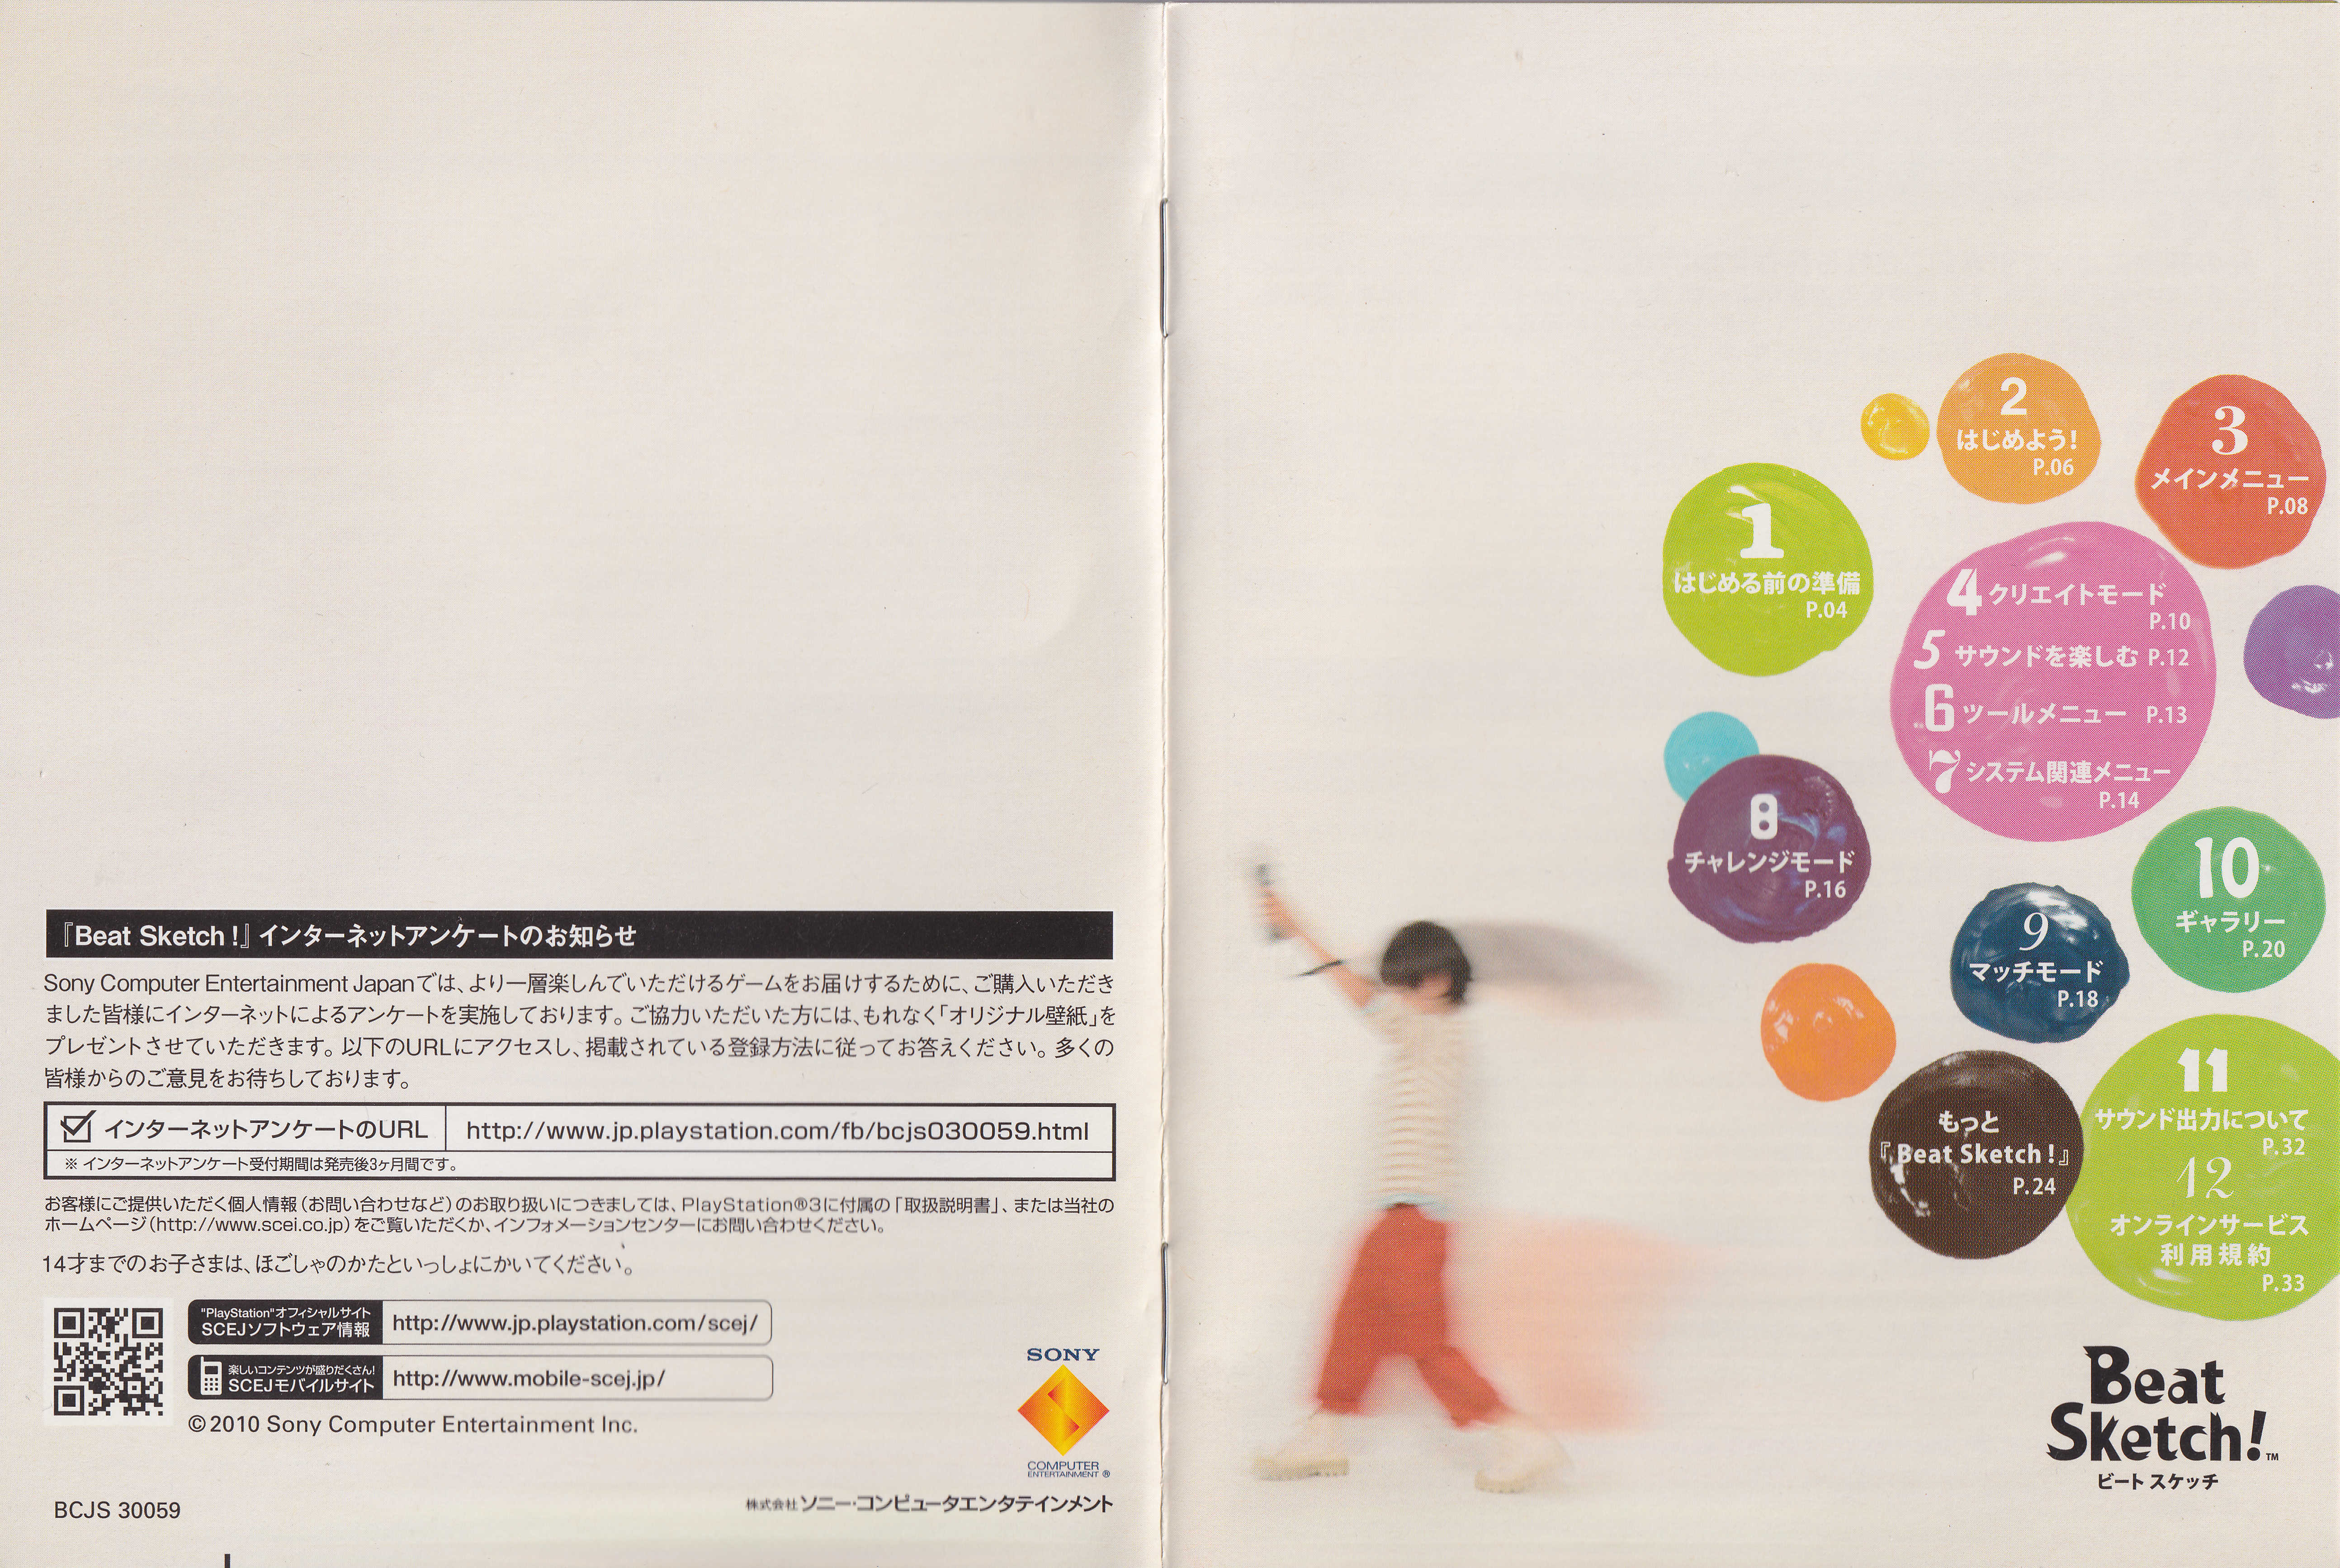 『Beat Sketch!』インターネットアンケートのお知らせ
Sony Computer Entertainment Japanでは、より一層楽しんでいただけるゲームをお届けするために、ご購入いただき
ました皆様にインターネットによるアンケートを実施しております。ご協力いただいた方には、もれなく「オリジナル壁紙」を
プレゼントさせていただきます。以下のURLにアクセスし、掲載されている登録方法に従ってお答えください。多くの
皆様からのご意見をお待ちしております。
インターネットアンケートのURL http://www.jp.playstation.com/fb/bcjs030059.html
※ インターネットアンケート受付期間は発売後3ヶ月間です。
お客様にご提供いただく個人情報(お問い合わせなど)のお取り扱いにつきましては、PlayStation®3に付属の「取扱説明書」、または当社の
ホームページ(http://www.scei.co.jp)をご覧いただくか、インフォメーションセンターにお問い合わせください。
14才までのお子さまは、ほごしゃのかたといっしょにかいてください。
"PlayStation"オフィシャルサイト
SCEJソフトウェア情報
http://www.jp.playstation.com/scej/
楽しいコンテンツが盛りだくさん!
SCEJモバイルサイト
http://www.mobile-scej.jp/
©2010 Sony Computer Entertainment Inc.
SONY
COMPUTER
ENTERTAINMENT ®
BCJS 30059
株式会社 ソニー・コンピュータエンタテインメント
1
はじめる前の準備
P.04
2
はじめよう!
P.06
3
メインメニュー
P.08
4 クリエイトモード
P.10
5 サウンドを楽しむ P.12
6 ツールメニュー P.13
7 システム関連メニュー
P.14
8
チャレンジモード
P.16
9
マッチモード
P.18
10
ギャラリー
P.20
もっと
『Beat Sketch!』
P.24
11
サウンド出力について
P.32
12
オンラインサービス
利用規約
P.33
Beat
Sketch!™
ビート スケッチ